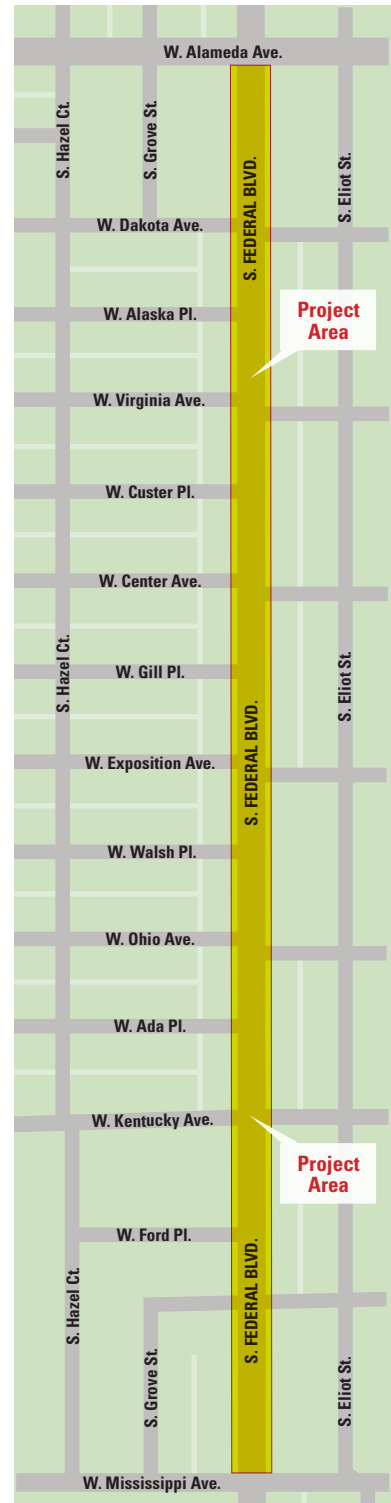 W. Alameda Ave.
S. Hazel Ct.
S. Grove St.
S. FEDERAL BLVD.
S. Eliot St.
W. Dakota Ave.
Project
Area
W. Alaska Pl.
W. Virginia Ave.
W. Custer Pl.
W. Center Ave.
S. Hazel Ct.
W. Gill Pl.
S. FEDERAL BLVD.
S. Eliot St.
W. Exposition Ave.
W. Walsh Pl.
W. Ohio Ave.
W. Ada Pl.
W. Kentucky Ave.
Project
Area
W. Ford Pl.
S. Hazel Ct.
S. Grove St.
S. FEDERAL BLVD.
S. Eliot St.
W. Mississippi Ave.